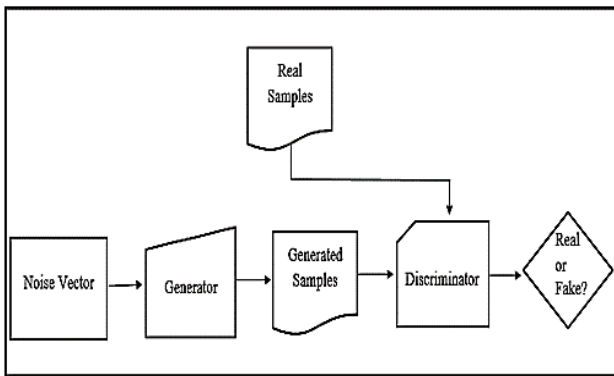 Real
Samples
Noise Vector
Generator
Generated
Samples
Discriminator
Real
or
Fake?